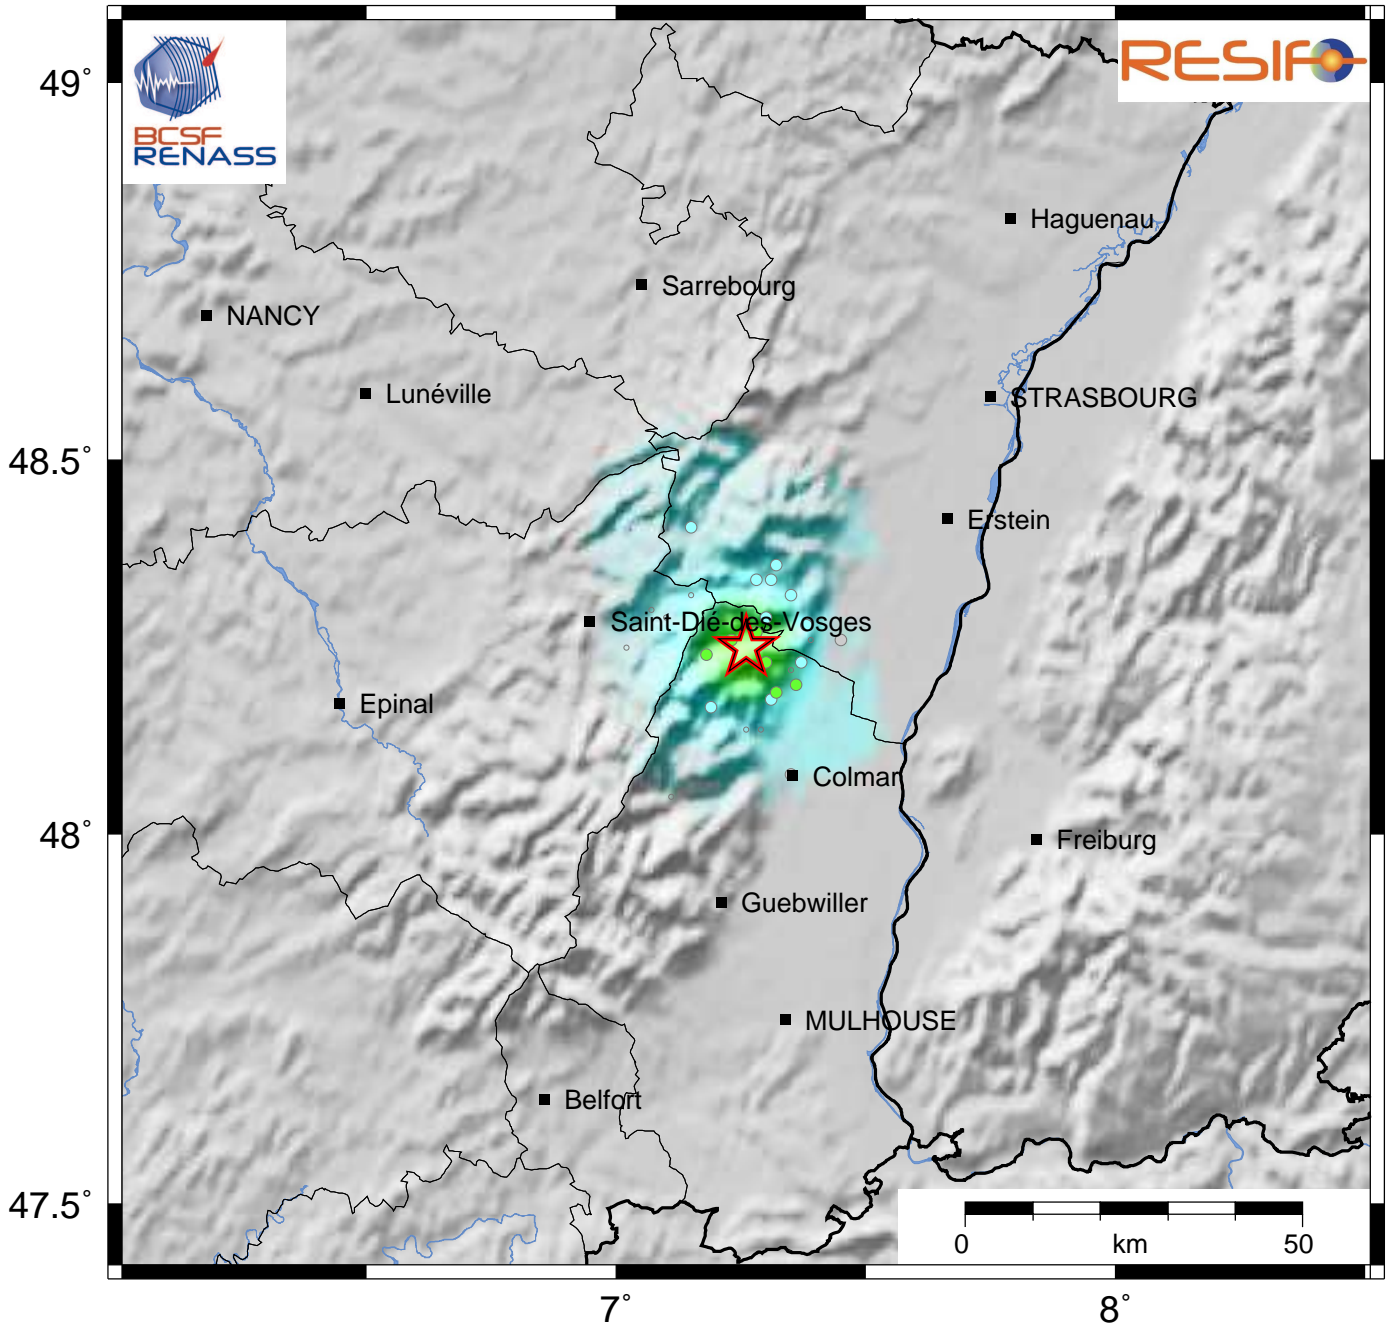 BCSF
RENASS
RESIF
49°
48.5°
48°
47.5°
7°
8°
Haguenau
Sarrebourg
NANCY
Lunéville
STRASBOURG
Erstein
Saint-Dié-des-Vosges
Epinal
Colmar
Freiburg
Guebwiller
MULHOUSE
Belfort
0 km 50